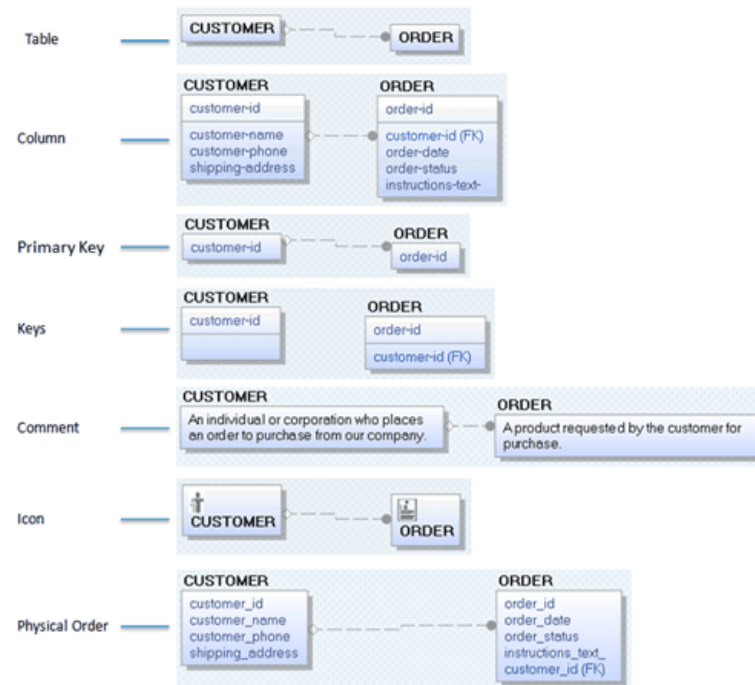 Table
CUSTOMER
ORDER
Column
CUSTOMER
customer-id
customer-name
customer-phone
shipping-address
ORDER
order-id
customer-id (FK)
order-date
order-status
instructions-text-
Primary Key
CUSTOMER
customer-id
ORDER
order-id
Keys
CUSTOMER
customer-id
ORDER
order-id
customer-id (FK)
Comment
CUSTOMER
An individual or corporation who places
an order to purchase from our company.
ORDER
A product requested by the customer for
purchase.
Icon
CUSTOMER
ORDER
Physical Order
CUSTOMER
customer_id
customer_name
customer_phone
shipping_address
ORDER
order_id
order_date
order_status
instructions_text_
customer_id (FK)